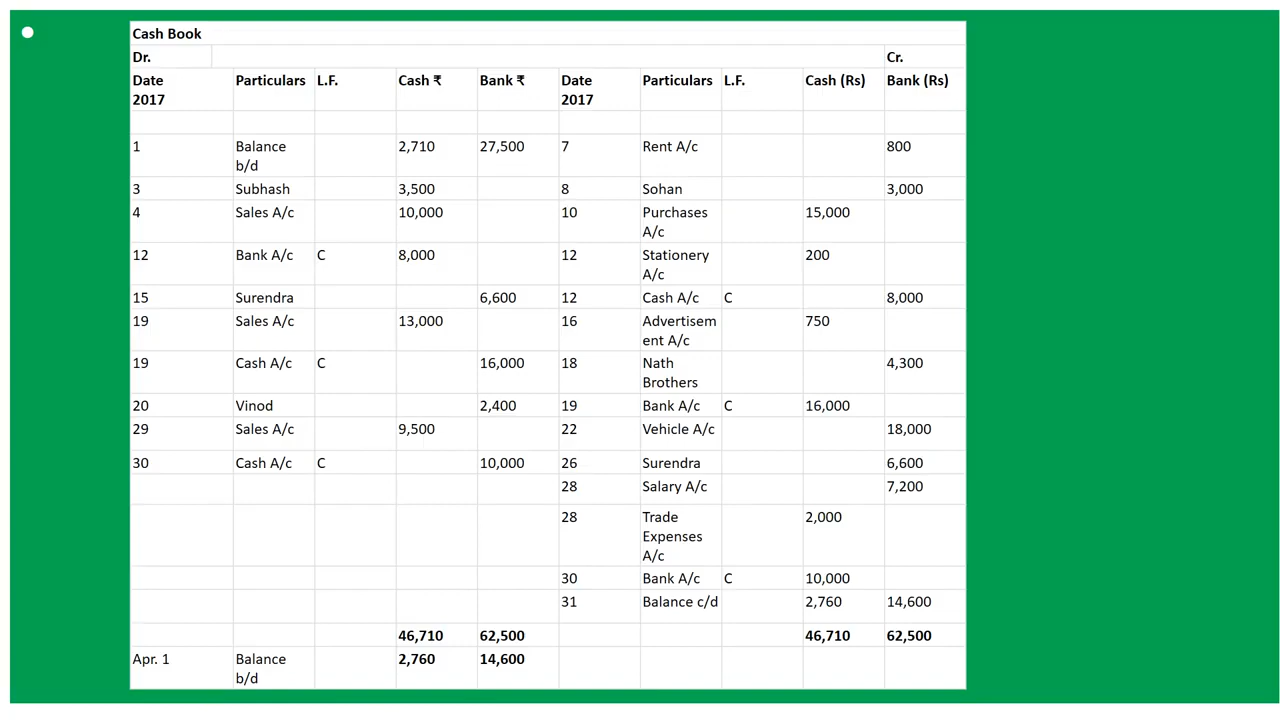 Cash Book
Dr. Cr.
Date Particulars L.F. Cash ₹ Bank ₹ Date Particulars L.F. Cash (Rs) Bank (Rs)
2017 2017
1 Balance 2,710 27,500 7 Rent A/c 800
b/d
3 Subhash 3,500 8 Sohan 3,000
4 Sales A/c 10,000 10 Purchases 15,000
A/c
12 Bank A/c C 8,000 12 Stationery 200
A/c
15 Surendra 6,600 12 Cash A/c C 8,000
19 Sales A/c 13,000 16 Advertisem 750
ent A/c
19 Cash A/c C 16,000 18 Nath 4,300
Brothers
20 Vinod 2,400 19 Bank A/c C 16,000
29 Sales A/c 9,500 22 Vehicle A/c 18,000
30 Cash A/c C 10,000 26 Surendra 6,600
28 Salary A/c 7,200
28 Trade 2,000
Expenses
A/c
30 Bank A/c C 10,000
31 Balance c/d 2,760 14,600
46,710 62,500 46,710 62,500
Apr. 1 Balance 2,760 14,600
b/d